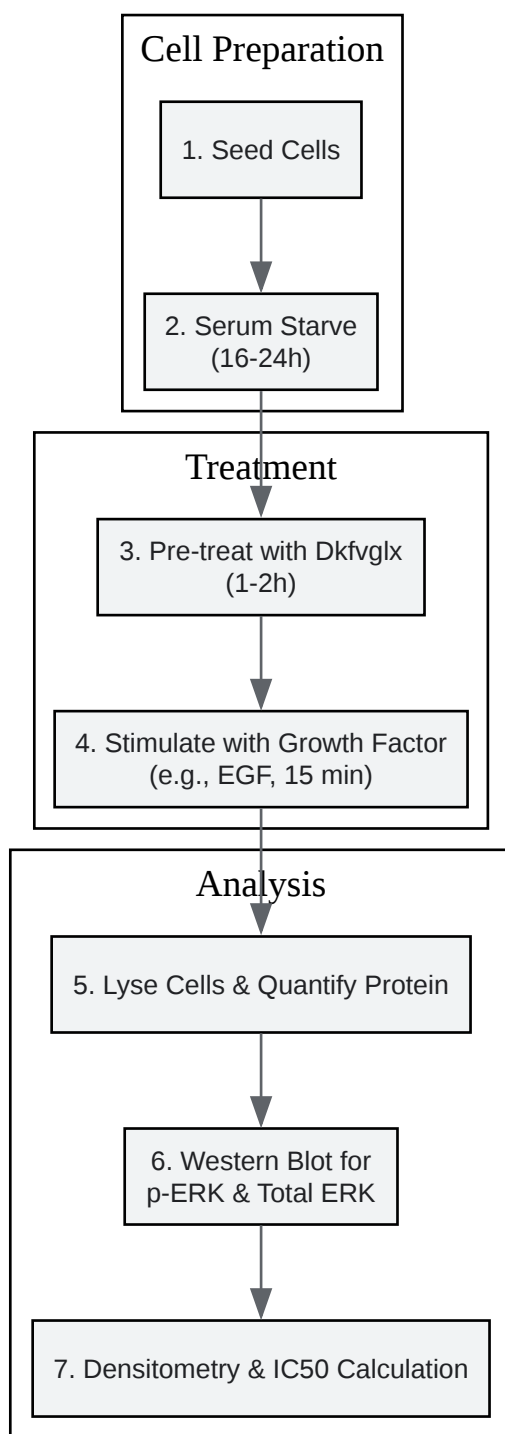 Cell Preparation
1. Seed Cells
2. Serum Starve
(16-24h)
Treatment
3. Pre-treat with Dkfvglx
(1-2h)
4. Stimulate with Growth Factor
(e.g., EGF, 15 min)
Analysis
5. Lyse Cells & Quantify Protein
6. Western Blot for
p-ERK & Total ERK
7. Densitometry & IC50 Calculation